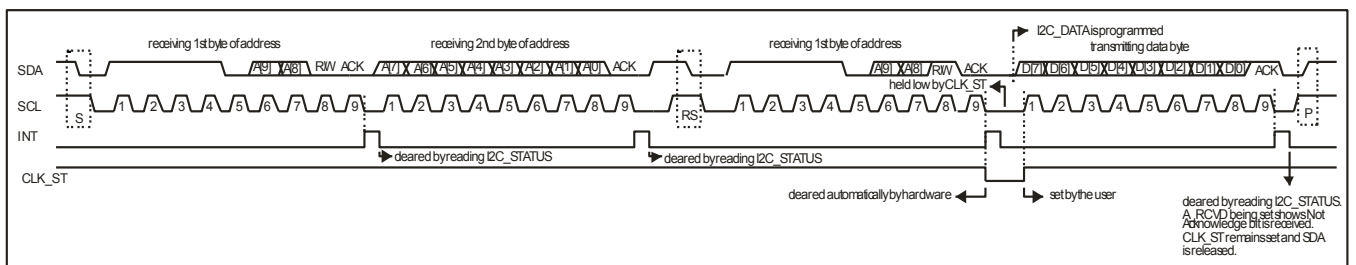 I2C_DATA is programmed
receiving 1st byte of address receiving 2nd byte of address receiving 1st byte of address transmitting data byte
SDA A[9] A[8] R/W ACK A[7] A[6] A[5] A[4] A[3] A[2] A[1] A[0] ACK A[9] A[8] R/W ACK D[7] D[6] D[5] D[4] D[3] D[2] D[1] D[0] ACK
held low by CLK_ST
SCL S 1 2 3 4 5 6 7 8 9 1 2 3 4 5 6 7 8 9 RS 1 2 3 4 5 6 7 8 9 1 2 3 4 5 6 7 8 9 P
INT
cleared by reading I2C_STATUS cleared by reading I2C_STATUS
CLK_ST
cleared automatically by hardware set by the user
cleared by reading I2C_STATUS.
A_RCVD being set shows Not
Acknowledge bit is received.
CLK_ST remains set and SDA
is released.